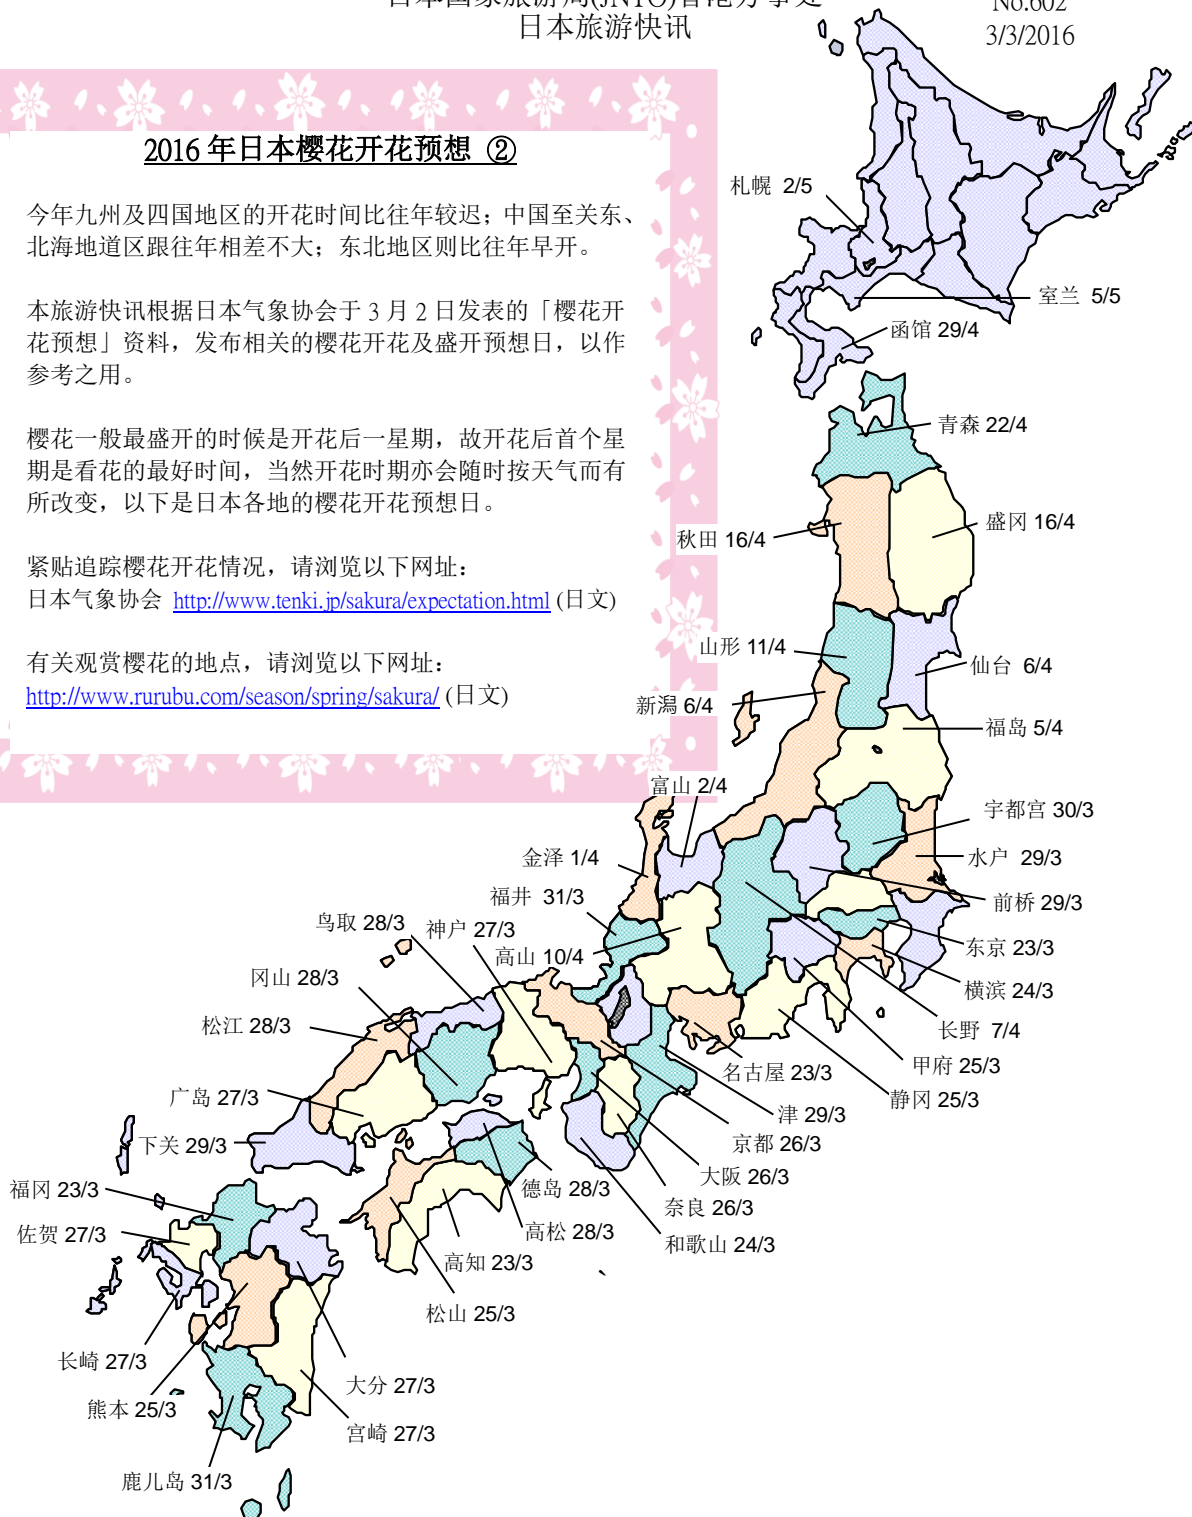 日本国家旅游局(JNTO)香港办事处
日本旅游快讯
No.602
3/3/2016
2016 年日本樱花开花预想 ②
今年九州及四国地区的开花时间比往年较迟；中国至关东、
北海地道区跟往年相差不大；东北地区则比往年早开。
本旅游快讯根据日本气象协会于 3 月 2 日发表的「樱花开
花预想」资料，发布相关的樱花开花及盛开预想日，以作
参考之用。
樱花一般最盛开的时候是开花后一星期，故开花后首个星
期是看花的最好时间，当然开花时期亦会随时按天气而有
所改变，以下是日本各地的樱花开花预想日。
紧贴追踪樱花开花情况，请浏览以下网址：
日本气象协会 http://www.tenki.jp/sakura/expectation.html (日文)
有关观赏樱花的地点，请浏览以下网址：
http://www.rurubu.com/season/spring/sakura/ (日文)
札幌 2/5
室兰 5/5
函馆 29/4
青森 22/4
盛冈 16/4
秋田 16/4
山形 11/4
仙台 6/4
新潟 6/4
福岛 5/4
富山 2/4
宇都宫 30/3
水户 29/3
金泽 1/4
前桥 29/3
福井 31/3
鸟取 28/3
神户 27/3
东京 23/3
高山 10/4
冈山 28/3
横滨 24/3
松江 28/3
长野 7/4
甲府 25/3
名古屋 23/3
静冈 25/3
广岛 27/3
津 29/3
下关 29/3
京都 26/3
大阪 26/3
福冈 23/3
德岛 28/3
奈良 26/3
佐贺 27/3
高松 28/3
和歌山 24/3
高知 23/3
松山 25/3
长崎 27/3
大分 27/3
熊本 25/3
宫崎 27/3
鹿儿岛 31/3